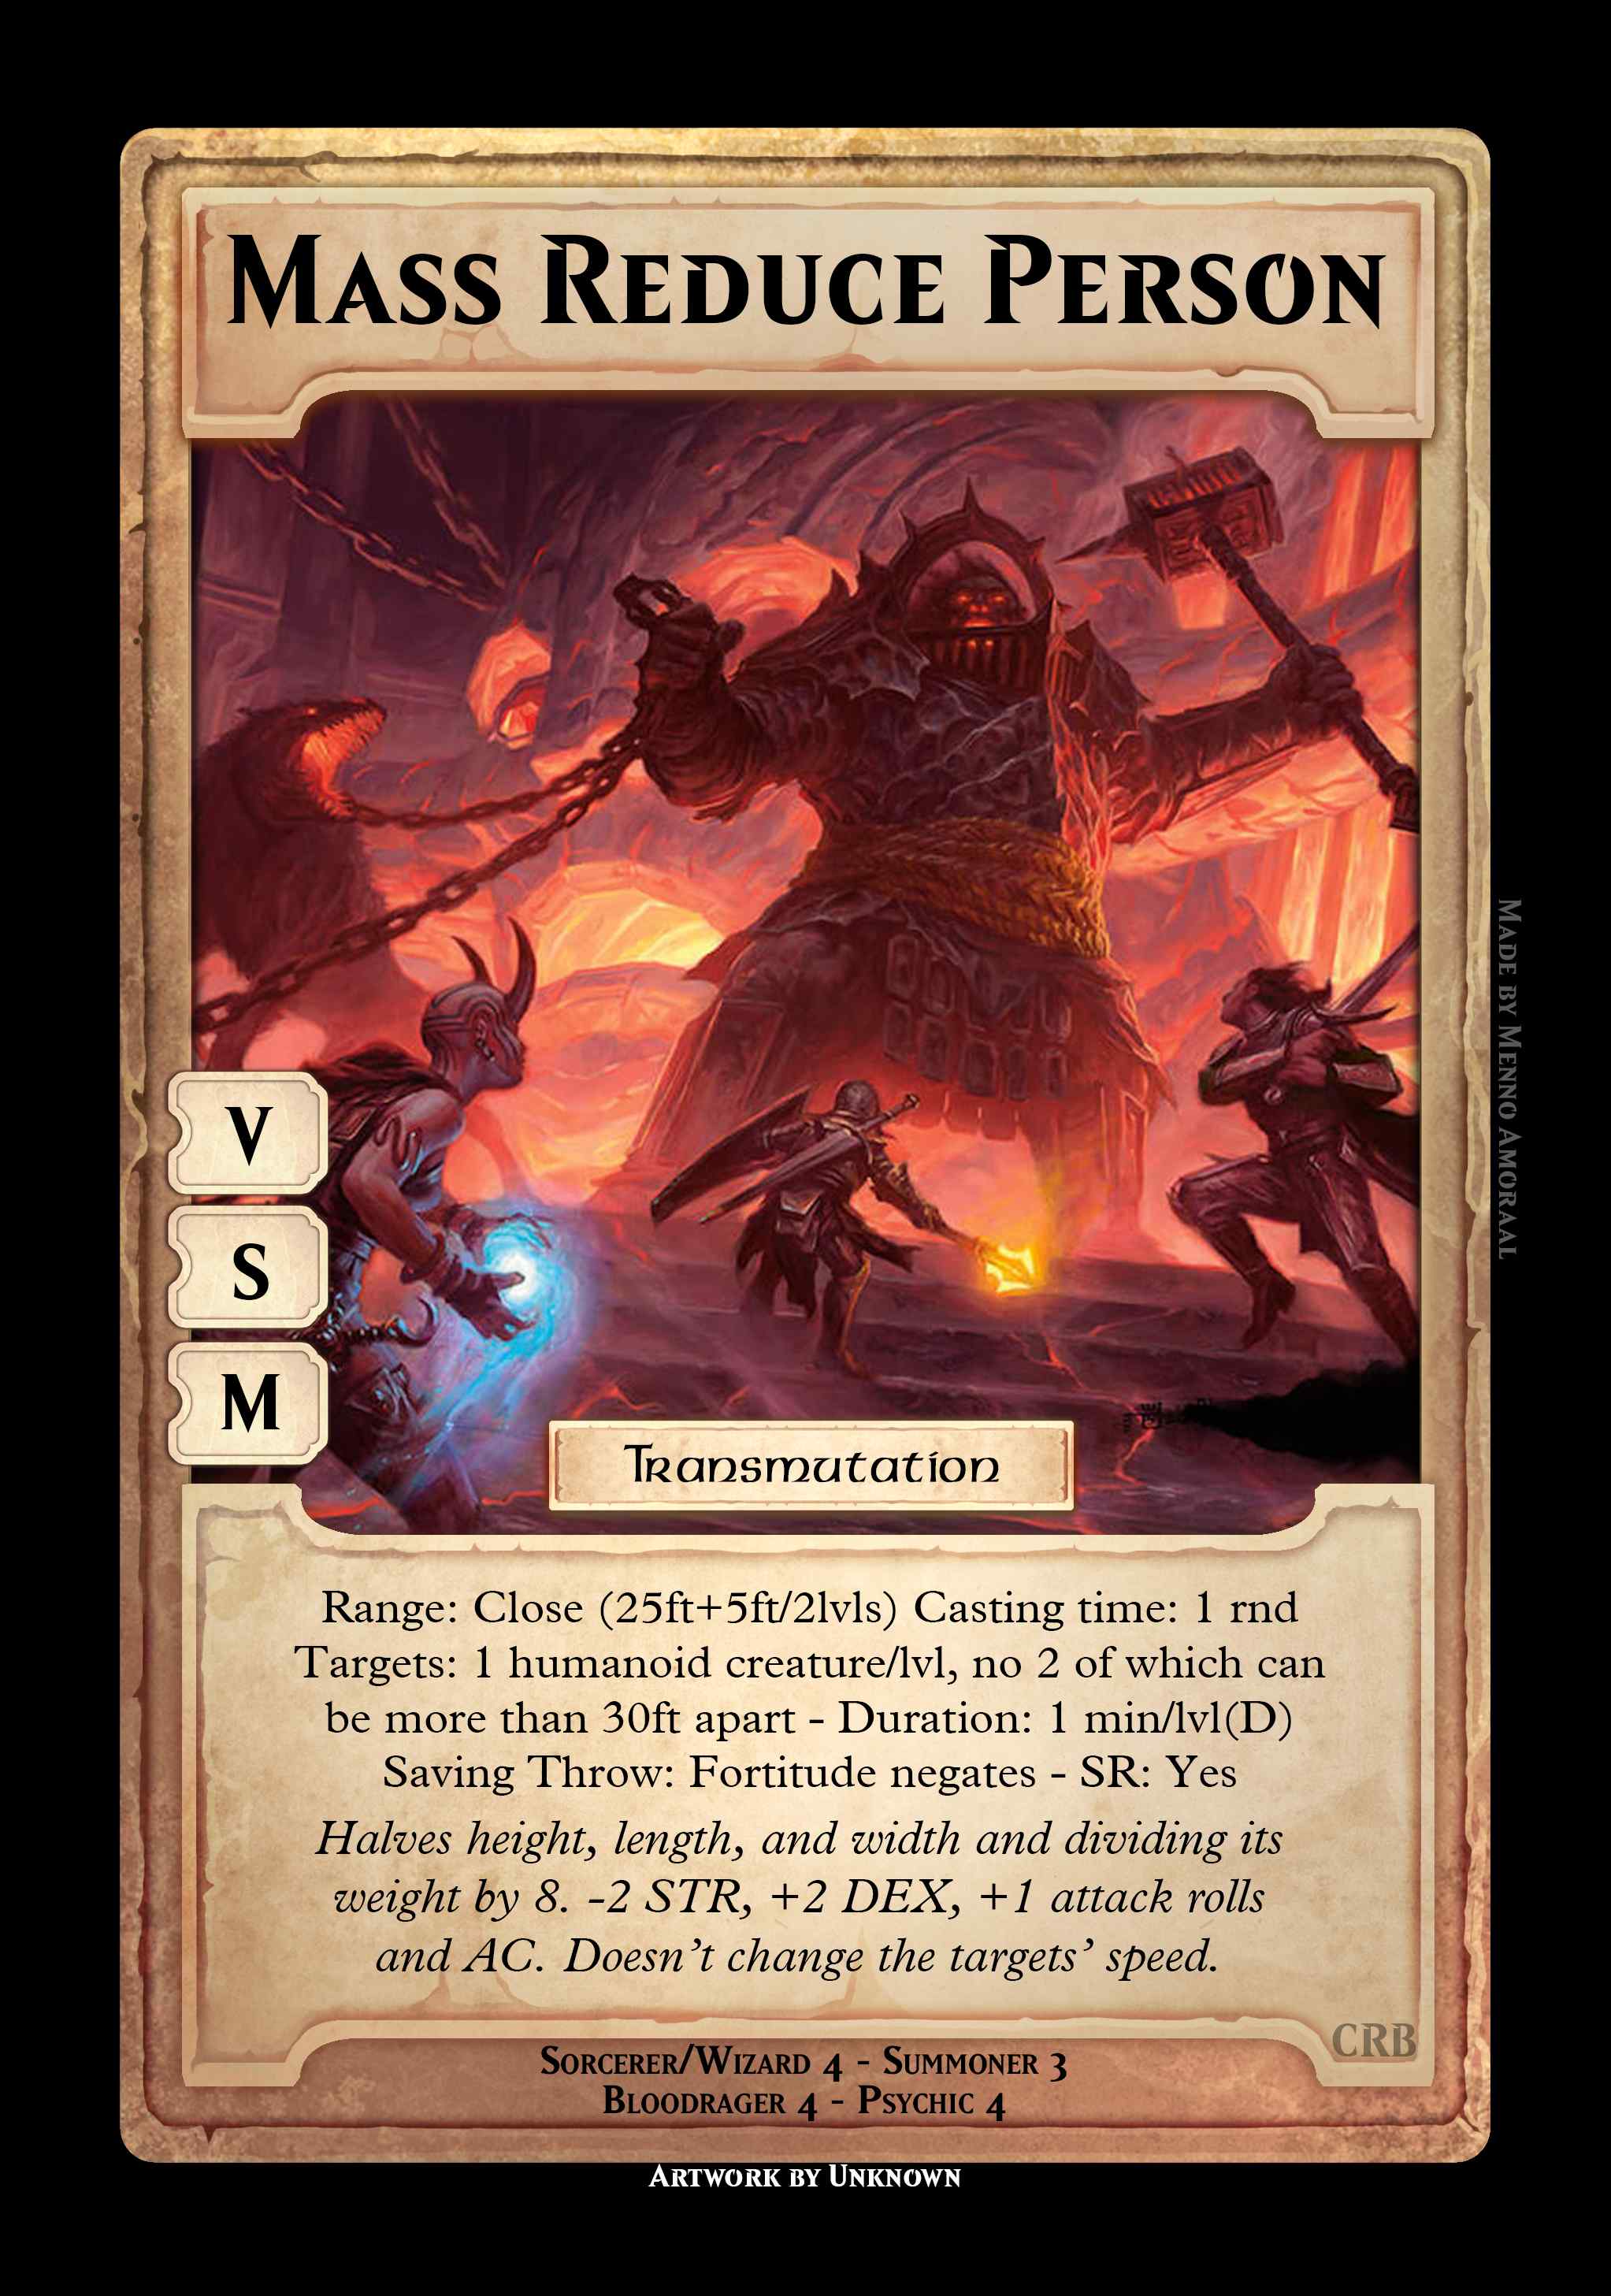 Mass Reduce Person
V
S
M
Transmutation
Range: Close (25ft+5ft/2lvls) Casting time: 1 rnd
Targets: 1 humanoid creature/lvl, no 2 of which can
be more than 30ft apart - Duration: 1 min/lvl(D)
Saving Throw: Fortitude negates - SR: Yes
Halves height, length, and width and dividing its
weight by 8. -2 STR, +2 DEX, +1 attack rolls
and AC. Doesn't change the targets' speed.
CRB
Sorcerer/Wizard 4 - Summoner 3
Bloodrager 4 - Psychic 4
Artwork by Unknown
Made by Menno Amoraal